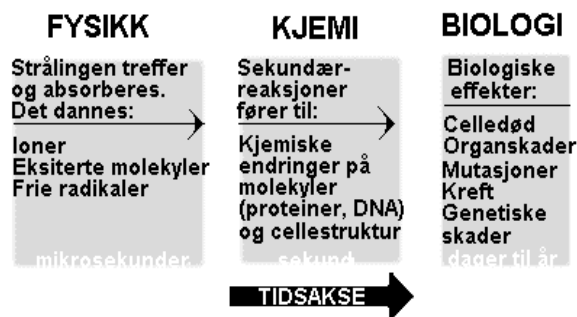 FYSIKK
Strålingen treffer
og absorberes.
Det dannes:
Ioner
Eksiterte molekyler
Frie radikaler
mikrosekunder
KJEMI
Sekundær-
reaksjoner
fører til:
Kjemiske
endringer på
molekyler
(proteiner, DNA)
og cellestruktur
sekund
BIOLOGI
Biologiske
effekter:
Celledød
Organskader
Mutasjoner
Kreft
Genetiske
skader
dager til år
TIDSAKSE